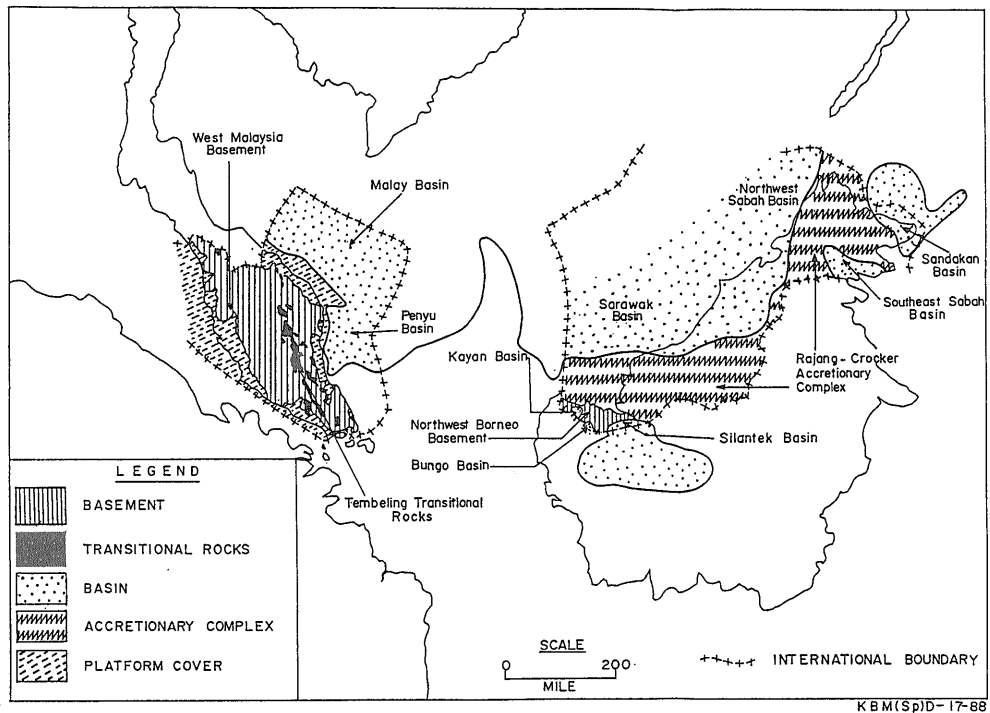 West Malaysia
Basement
Malay Basin
Penyu
Basin
Northwest
Sabah Basin
Sandakan
Basin
Southeast Sabah
Basin
Sarawak
Basin
Kayan Basin
Rajang-Crocker
Accretionary
Complex
Northwest Borneo
Basement
Silantek Basin
Bungo Basin
Tembeling Transitional
Rocks
LEGEND
BASEMENT
TRANSITIONAL ROCKS
BASIN
ACCRETIONARY COMPLEX
PLATFORM COVER
SCALE
0 200
MILE
INTERNATIONAL BOUNDARY
KBM(Sp)D-17-88